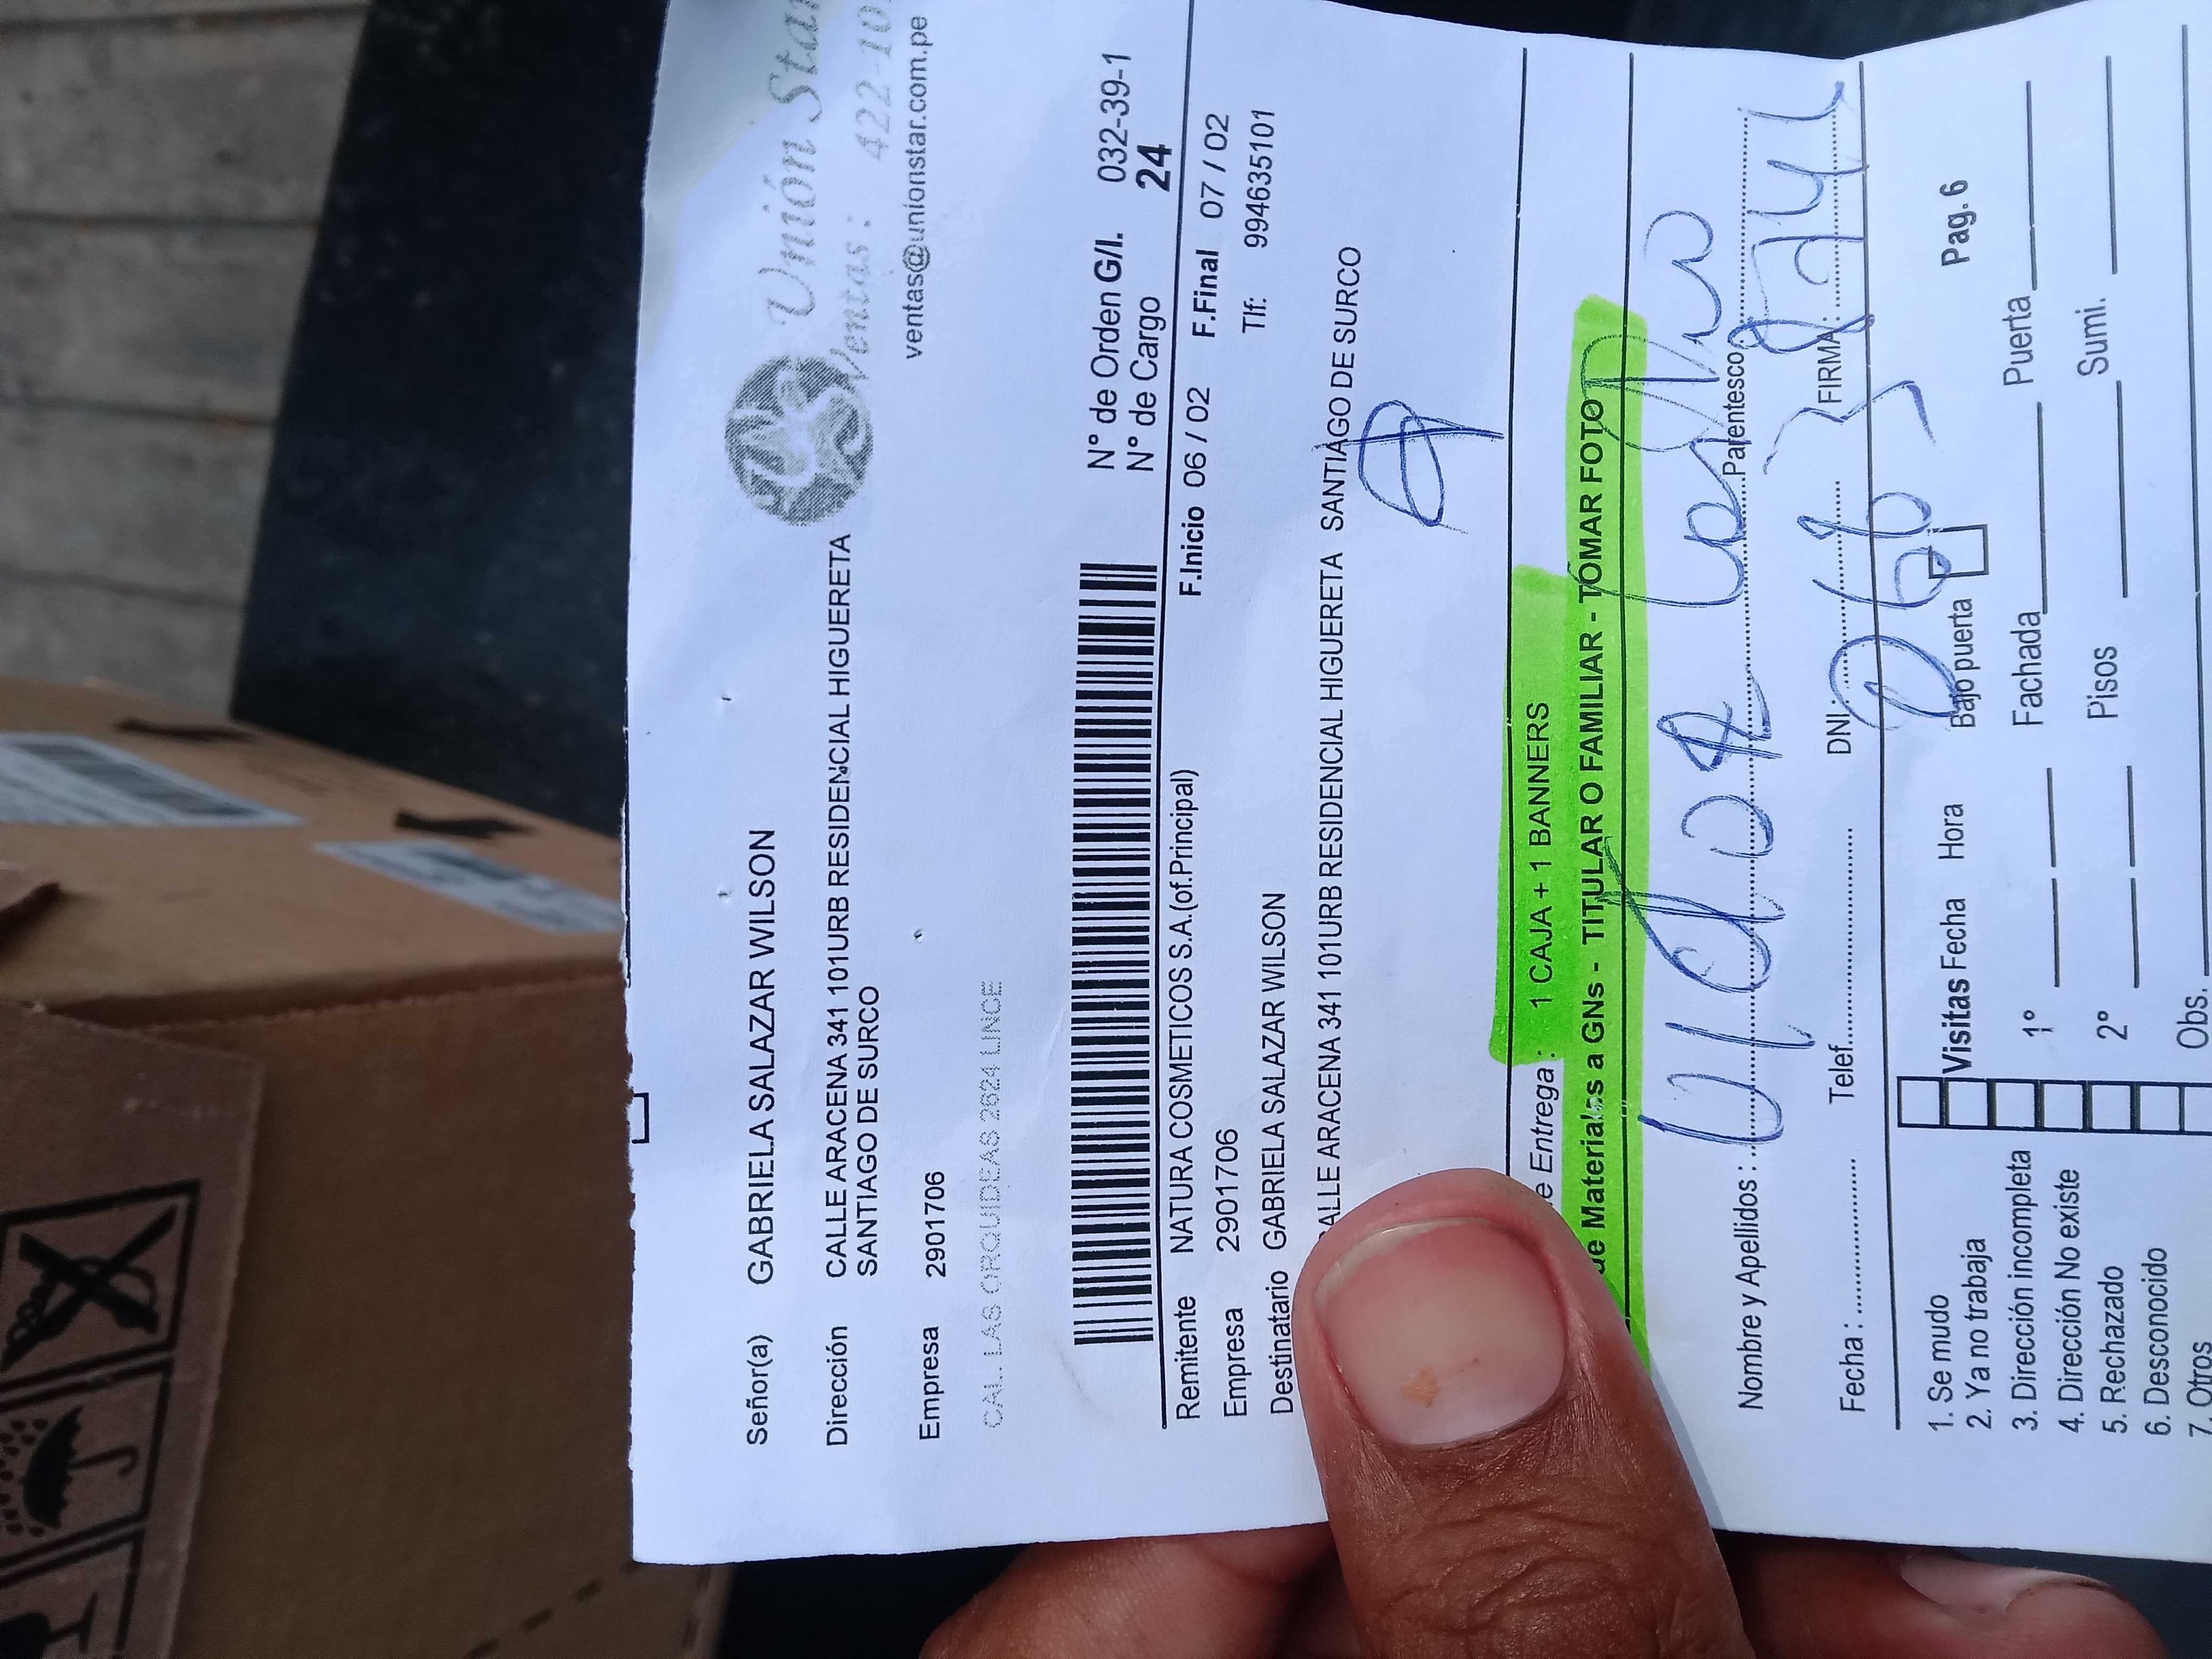 Unión Star
Ventas: 422-10
ventas@unionstar.com.pe
Señor(a) GABRIELA SALAZAR WILSON
Dirección CALLE ARACENA 341 101URB RESIDENCIAL HIGUERETA
SANTIAGO DE SURCO
Empresa 2901706
CAL. LAS ORQUIDEAS 2624 LINCE
N° de Orden G/I. 032-39-1
N° de Cargo 24
Remitente NATURA COSMETICOS S.A.(of.Principal) F.Inicio 06 / 02 F.Final 07 / 02
Empresa 2901706 Tlf: 994635101
Destinatario GABRIELA SALAZAR WILSON
ALLE ARACENA 341 101URB RESIDENCIAL HIGUERETA SANTIAGO DE SURCO
e Entrega : 1 CAJA + 1 BANNERS
de Materiales a GNs - TITULAR O FAMILIAR - TOMAR FOTO
Nombre y Apellidos : Parentesco
Fecha: Telef. DNI: FIRMA:
1. Se mudo
2. Ya no trabaja
3. Dirección incompleta
4. Dirección No existe
5. Rechazado
6. Desconocido
7. Otros
Visitas Fecha Hora Bajo puerta Pag. 6
1° Fachada Puerta
2° Pisos Sumi.
Obs.